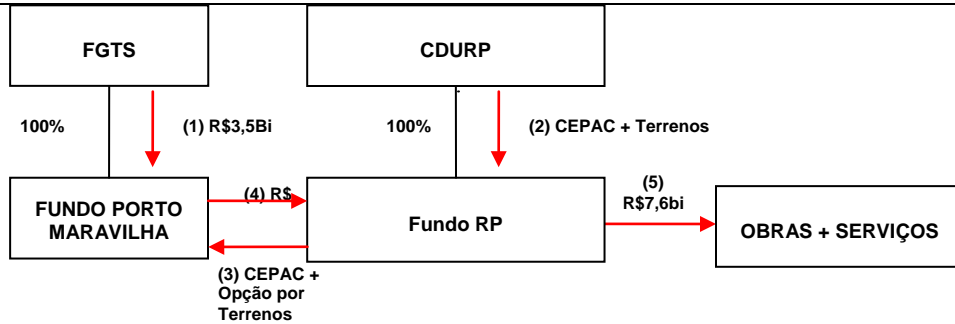 FGTS
CDURP
100%
(1) R$3,5Bi
100%
(2) CEPAC + Terrenos
FUNDO PORTO
MARAVILHA
(4) R$
Fundo RP
(5)
R$7,6bi
OBRAS + SERVIÇOS
(3) CEPAC +
Opção por
Terrenos